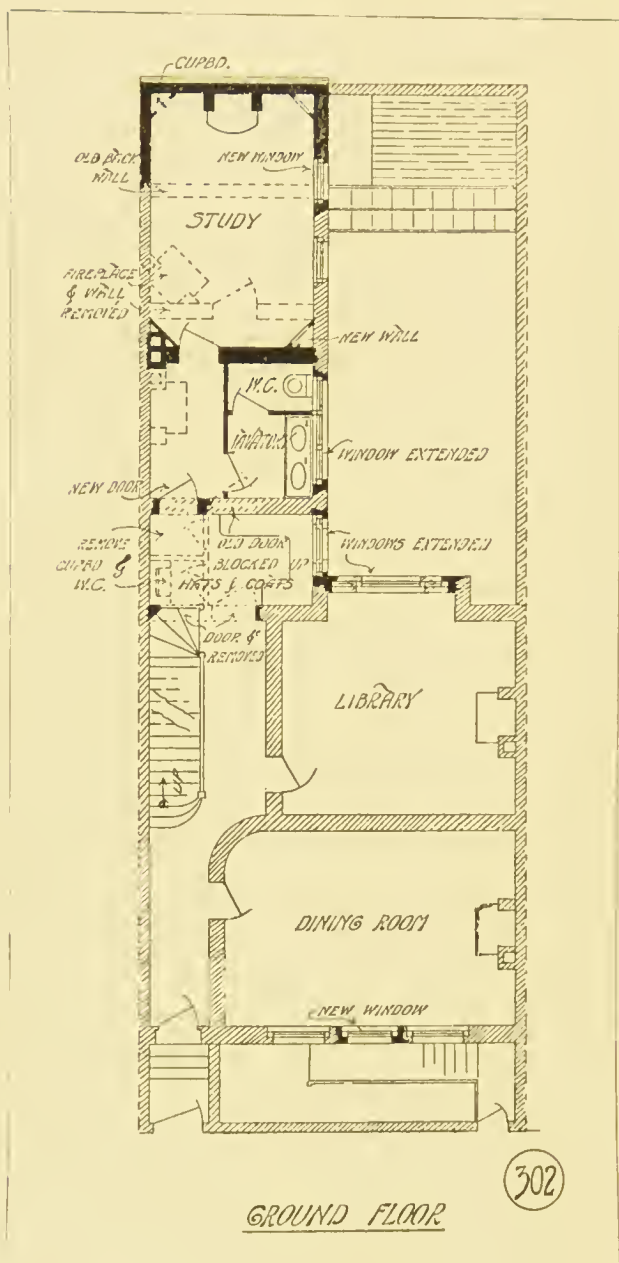 CUPBD.
OLD BACK
WALL
NEW WINDOW
STUDY
FIREPLACE
& WALL
REMOVED
NEW WALL
W.C.
LAVATORY
WINDOW EXTENDED
NEW DOOR
REMOVE
CUPBD &
W.C.
OLD DOOR
BLOCKED UP
HATS & COATS
WINDOWS EXTENDED
DOOR &c
REMOVED
LIBRARY
UP
DINING ROOM
NEW WINDOW
302
GROUND FLOOR